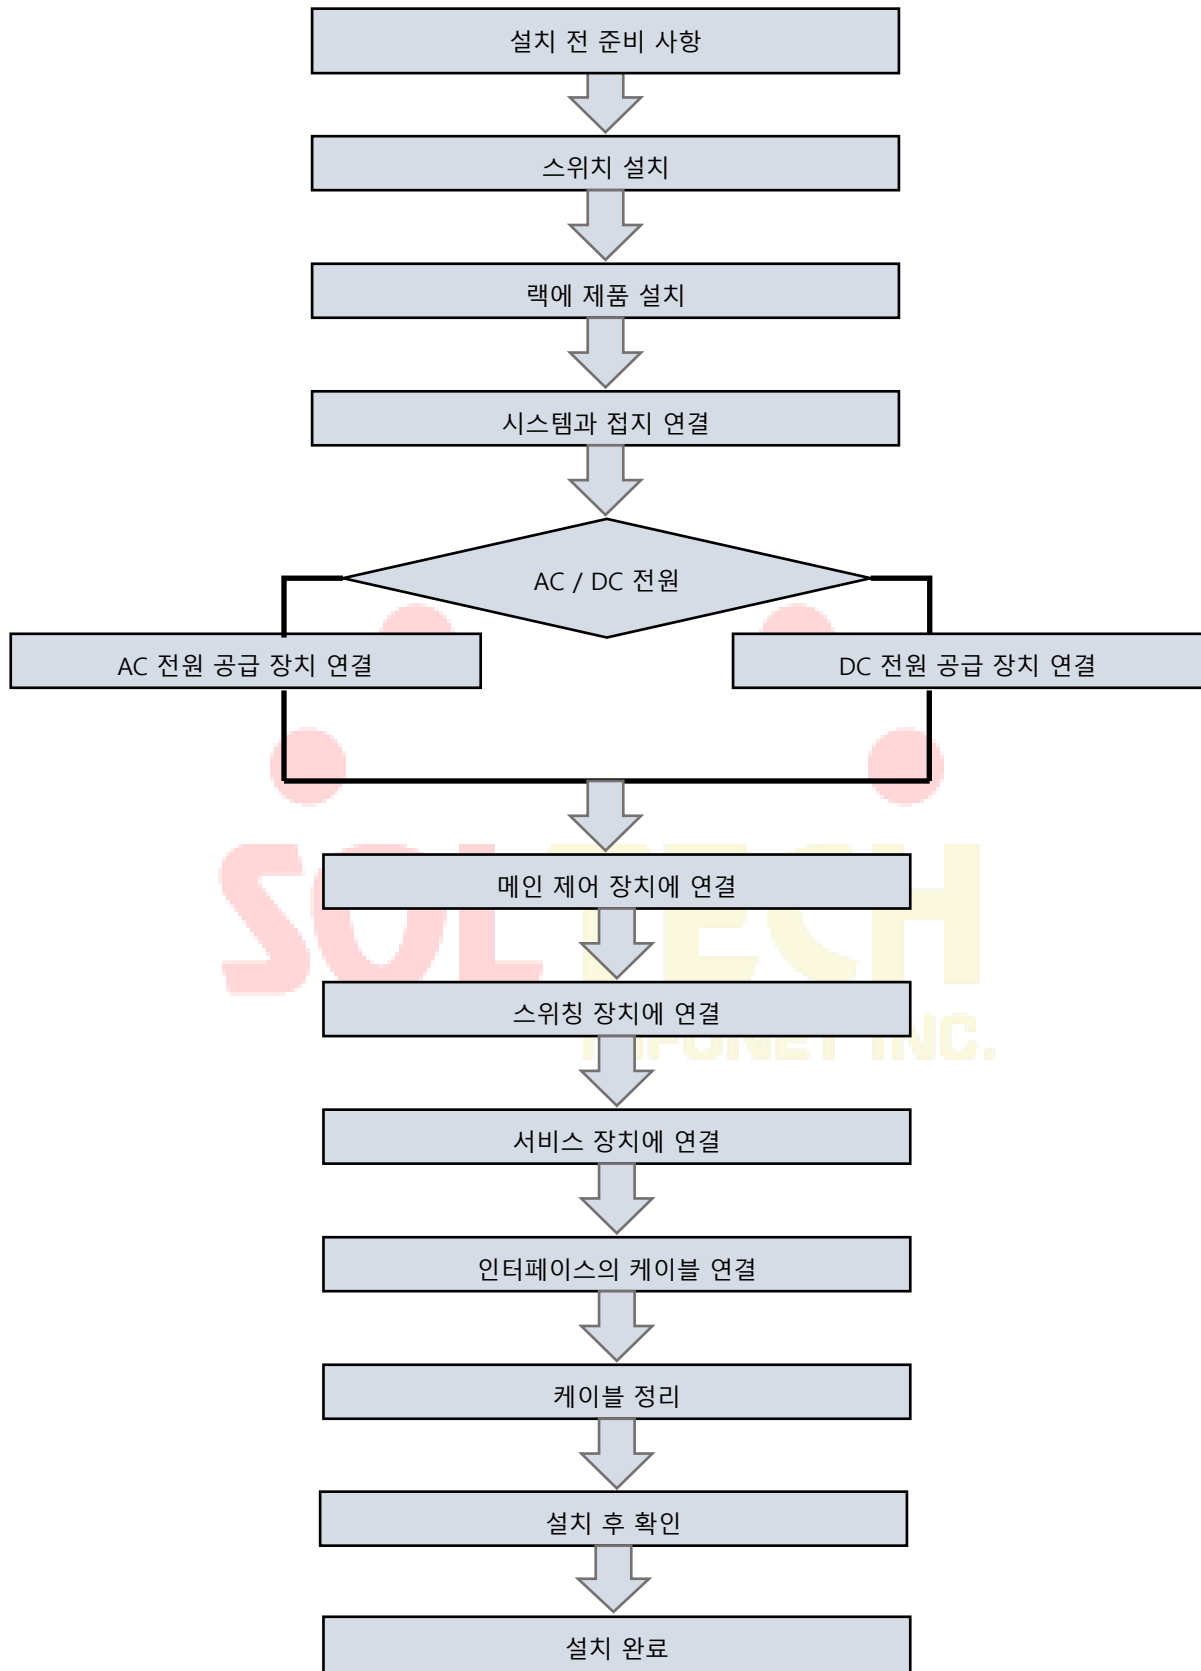 설치 전 준비 사항
스위치 설치
랙에 제품 설치
시스템과 접지 연결
AC / DC 전원
AC 전원 공급 장치 연결
DC 전원 공급 장치 연결
SOLTECH
메인 제어 장치에 연결
스위칭 장치에 연결
INFONET INC.
서비스 장치에 연결
인터페이스의 케이블 연결
케이블 정리
설치 후 확인
설치 완료